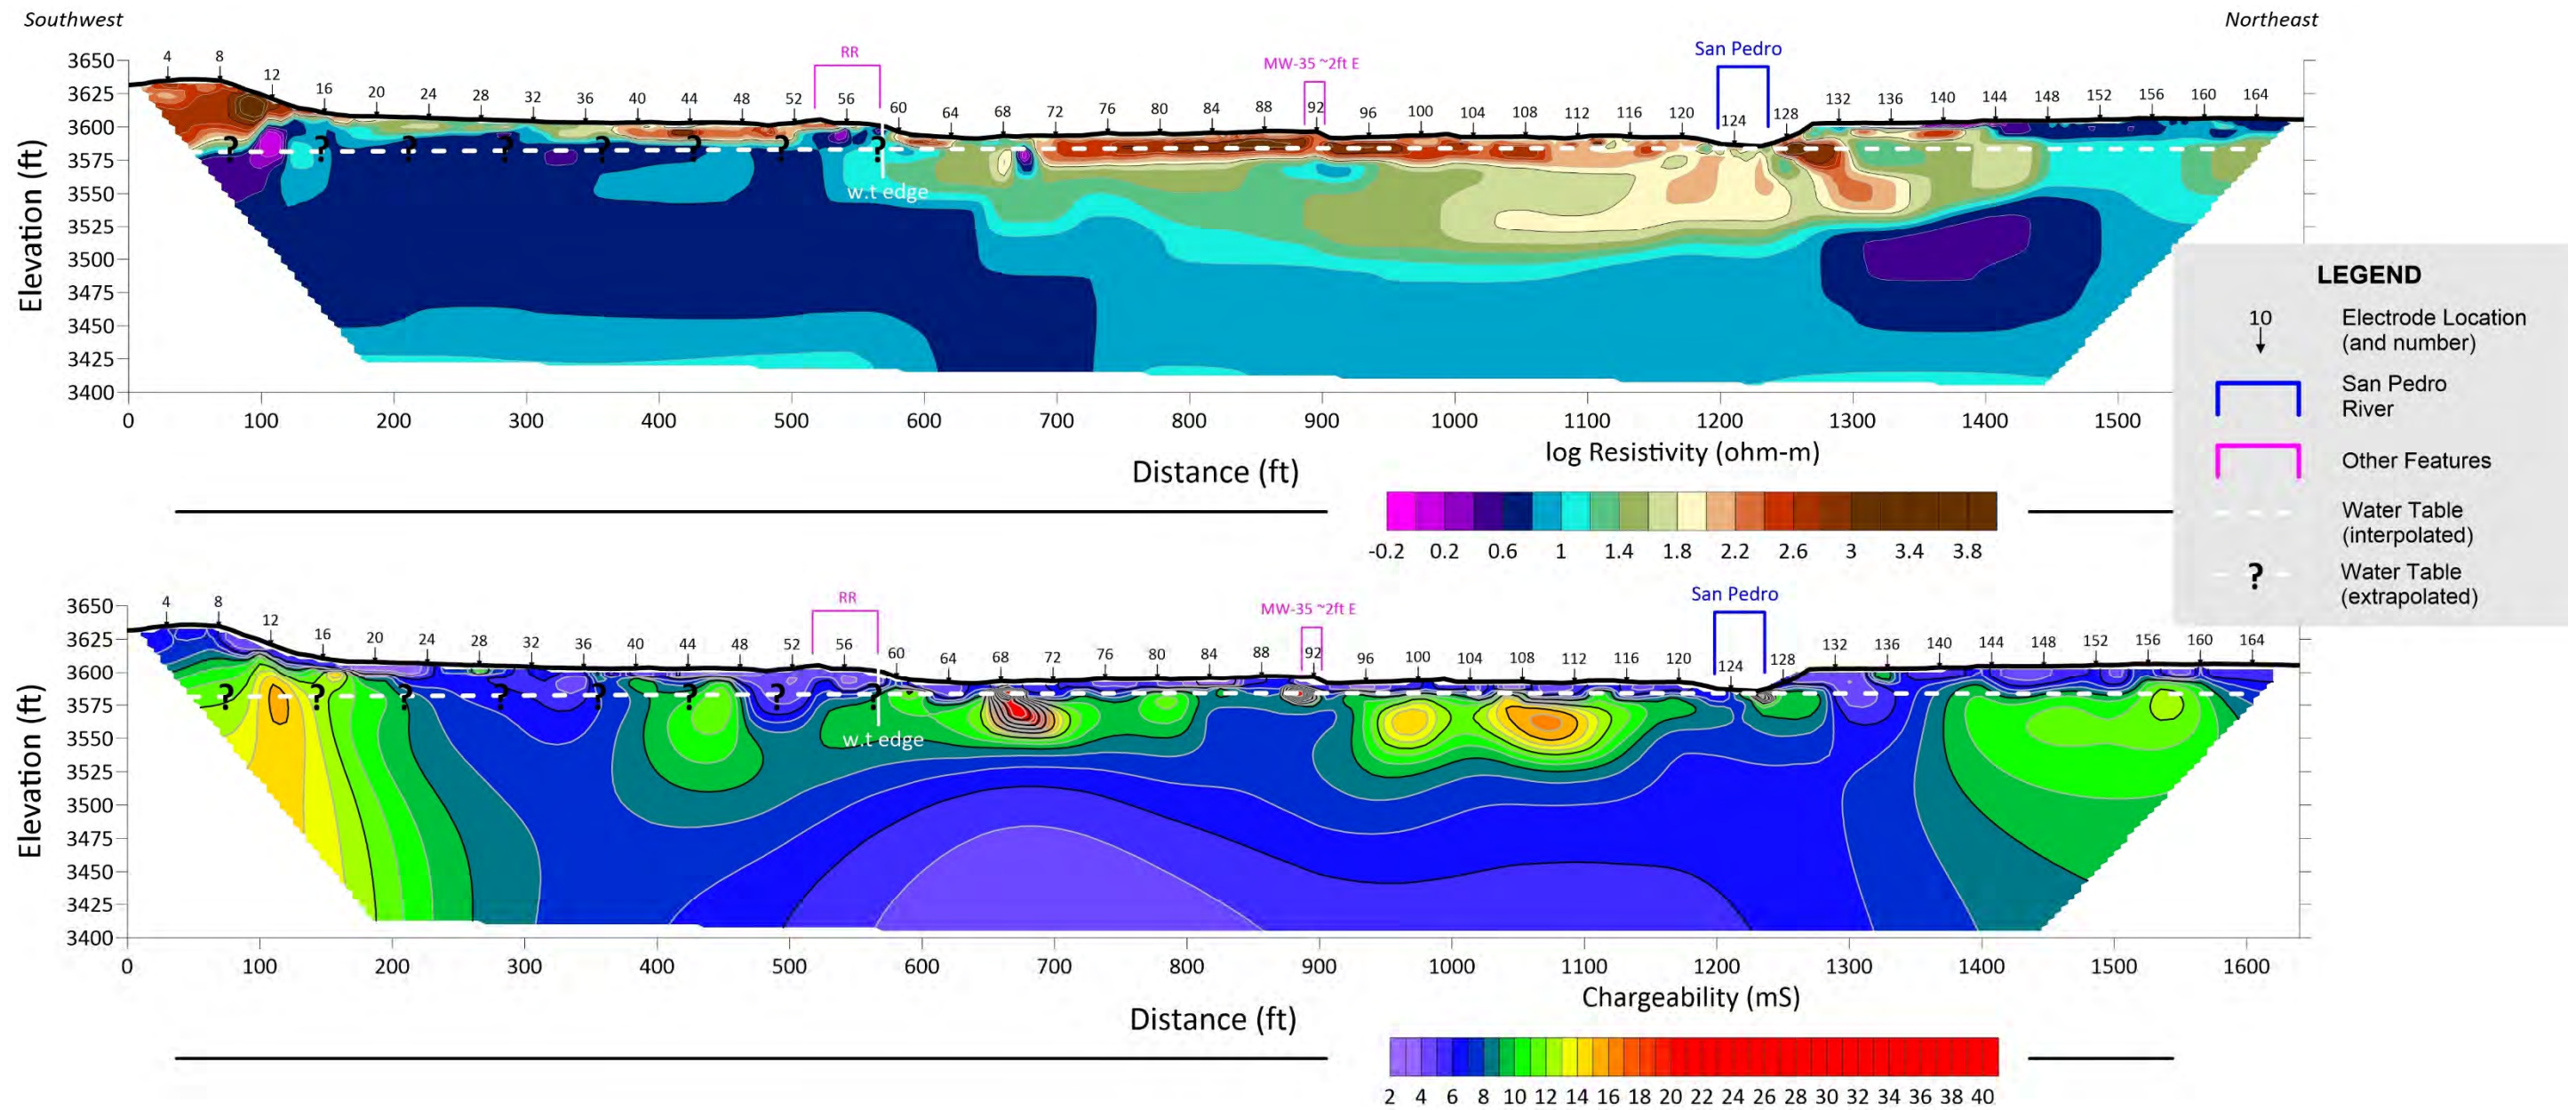 Southwest
Northeast
RR
MW-35 ~2ft E
San Pedro
4 8 12 16 20 24 28 32 36 40 44 48 52 56 60 64 68 72 76 80 84 88 92 96 100 104 108 112 116 120 124 128 132 136 140 144 148 152 156 160 164
3650
3625
3600
3575
3550
3525
3500
3475
3450
3425
3400
Elevation (ft)
? ? ? ? ? ? ? ?
w.t edge
0 100 200 300 400 500 600 700 800 900 1000 1100 1200 1300 1400 1500
Distance (ft)
log Resistivity (ohm-m)
-0.2 0.2 0.6 1 1.4 1.8 2.2 2.6 3 3.4 3.8
LEGEND
10
Electrode Location
(and number)
San Pedro
River
Other Features
Water Table
(interpolated)
?
Water Table
(extrapolated)
RR
MW-35 ~2ft E
San Pedro
4 8 12 16 20 24 28 32 36 40 44 48 52 56 60 64 68 72 76 80 84 88 92 96 100 104 108 112 116 120 124 128 132 136 140 144 148 152 156 160 164
3650
3625
3600
3575
3550
3525
3500
3475
3450
3425
3400
Elevation (ft)
? ? ? ? ? ? ? ?
w.t edge
0 100 200 300 400 500 600 700 800 900 1000 1100 1200 1300 1400 1500 1600
Distance (ft)
Chargeability (mS)
2 4 6 8 10 12 14 16 18 20 22 24 26 28 30 32 34 36 38 40